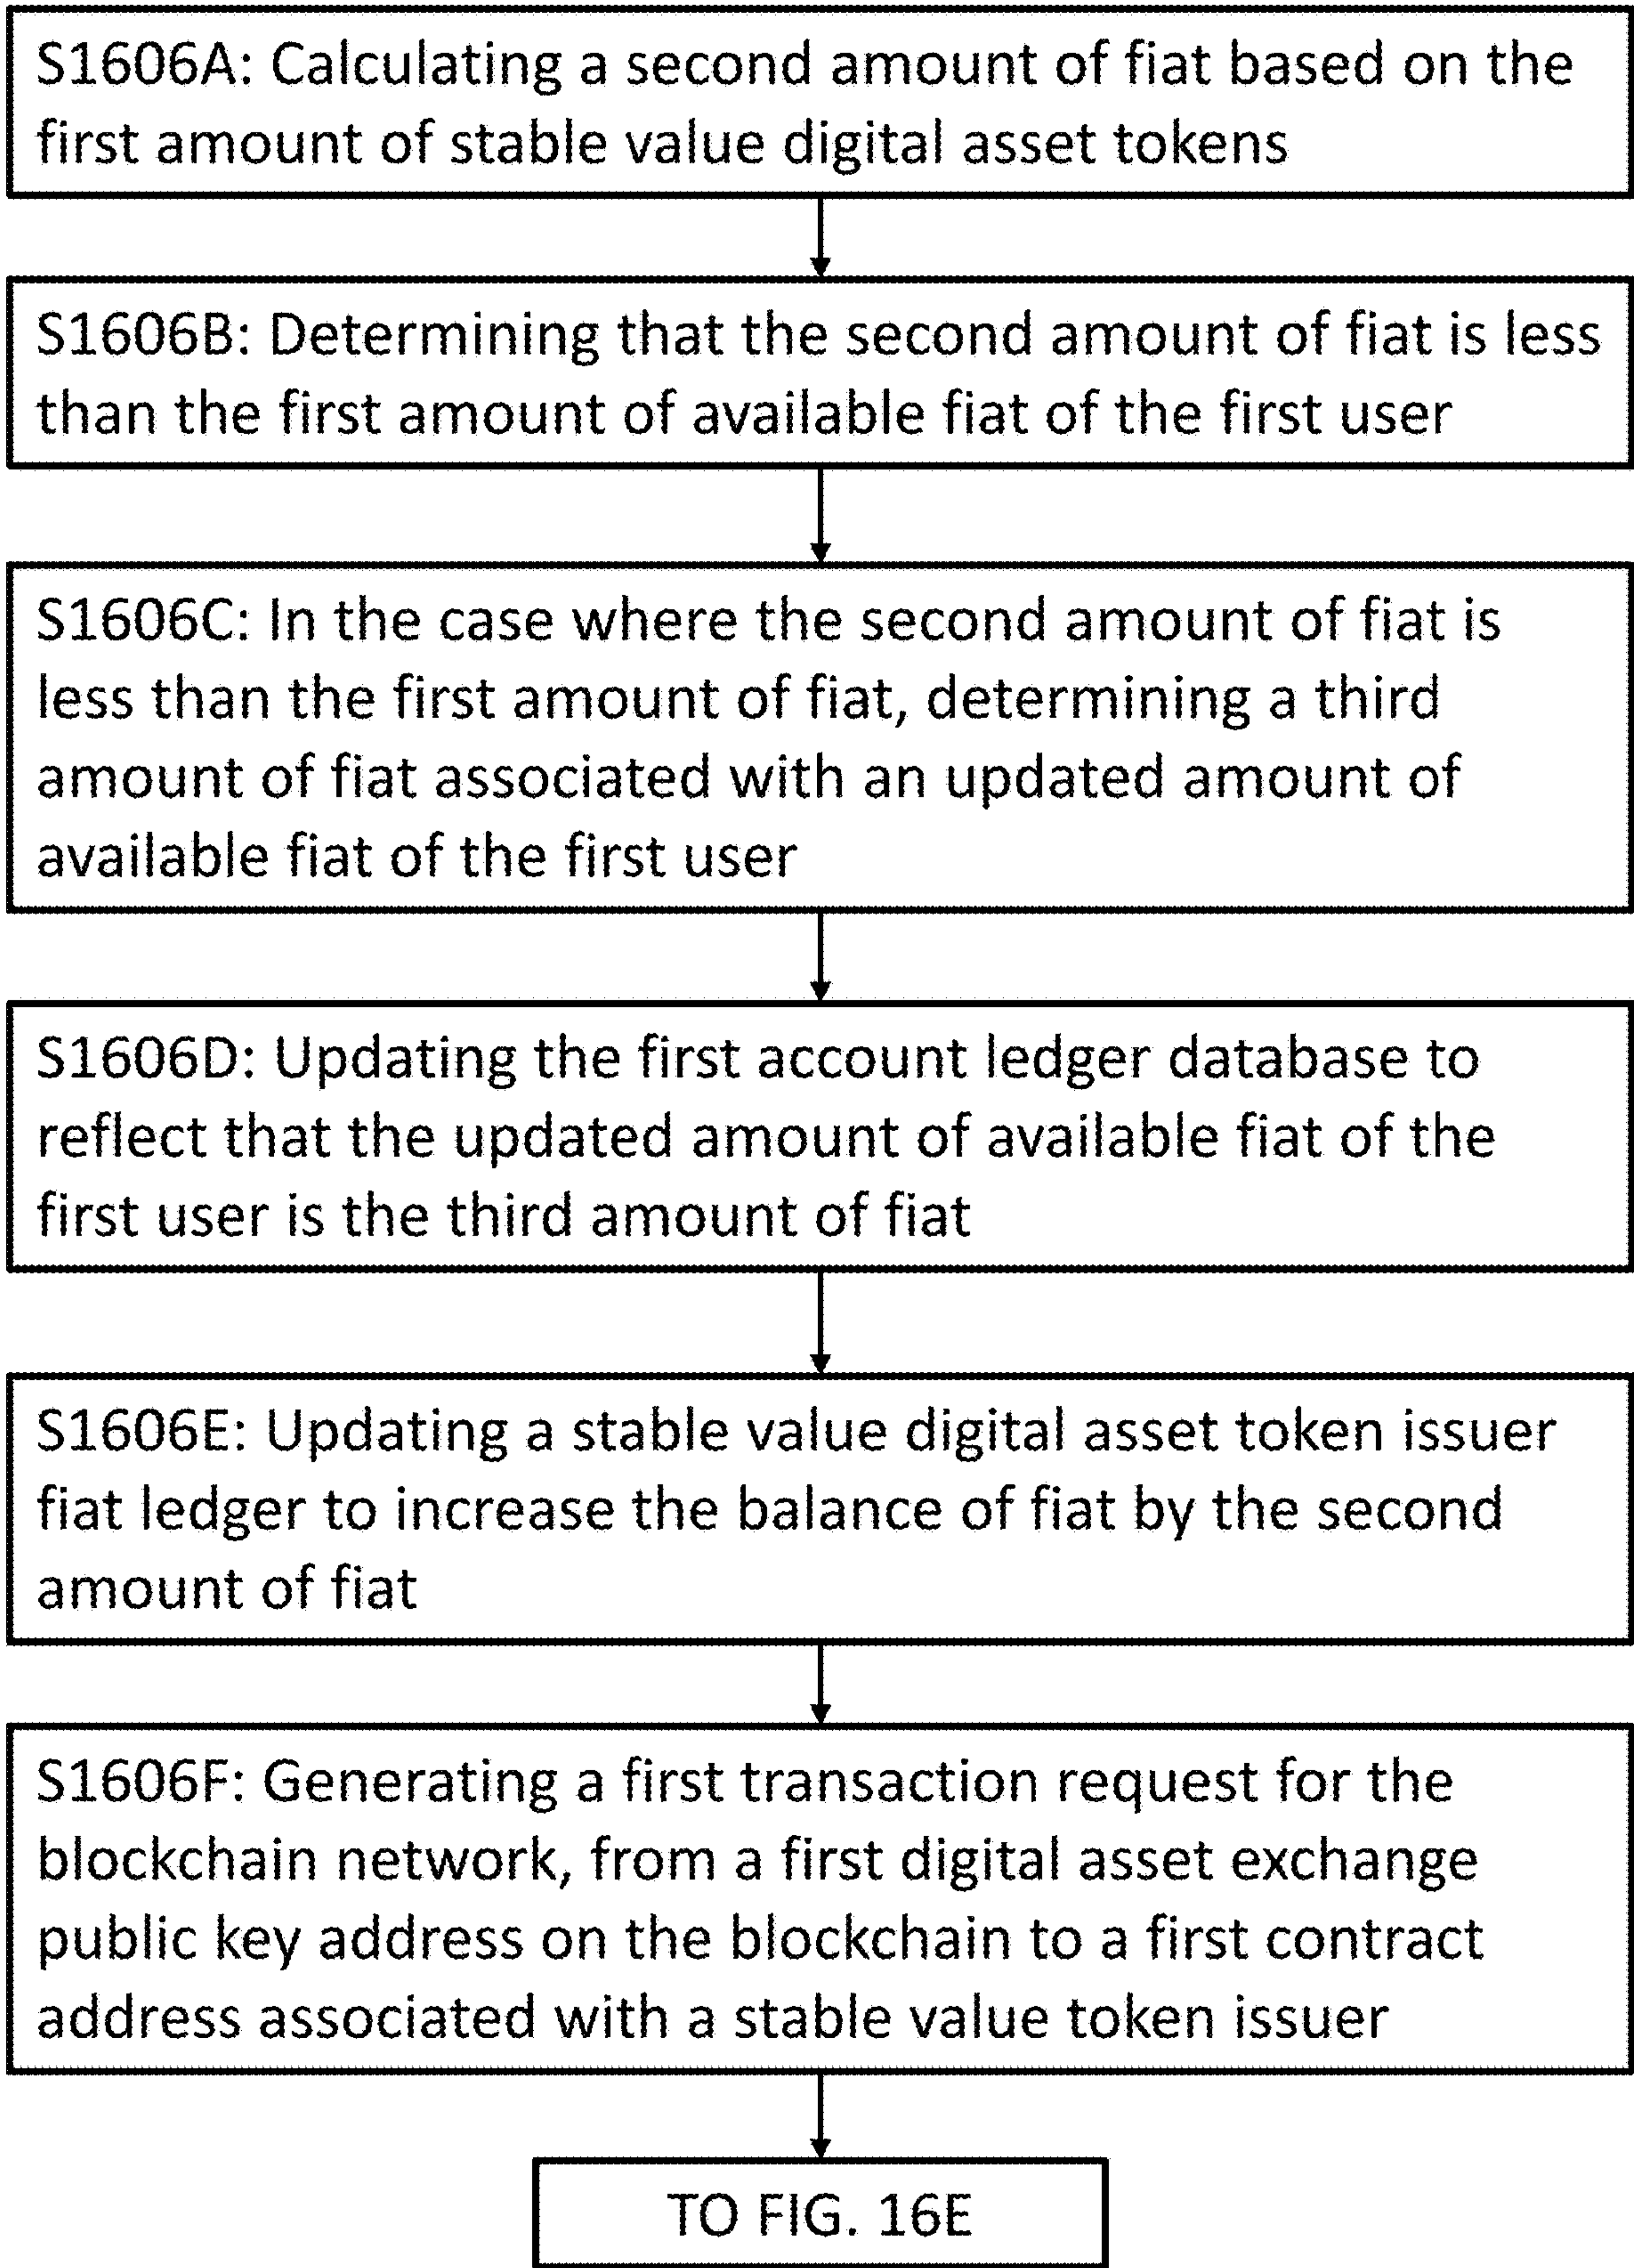 S1606A: Calculating a second amount of fiat based on the
first amount of stable value digital asset tokens
S1606B: Determining that the second amount of fiat is less
than the first amount of available fiat of the first user
S1606C: In the case where the second amount of fiat is
less than the first amount of fiat, determining a third
amount of fiat associated with an updated amount of
available fiat of the first user
S1606D: Updating the first account ledger database to
reflect that the updated amount of available fiat of the
first user is the third amount of fiat
S1606E: Updating a stable value digital asset token issuer
fiat ledger to increase the balance of fiat by the second
amount of fiat
S1606F: Generating a first transaction request for the
blockchain network, from a first digital asset exchange
public key address on the blockchain to a first contract
address associated with a stable value token issuer
TO FIG. 16E